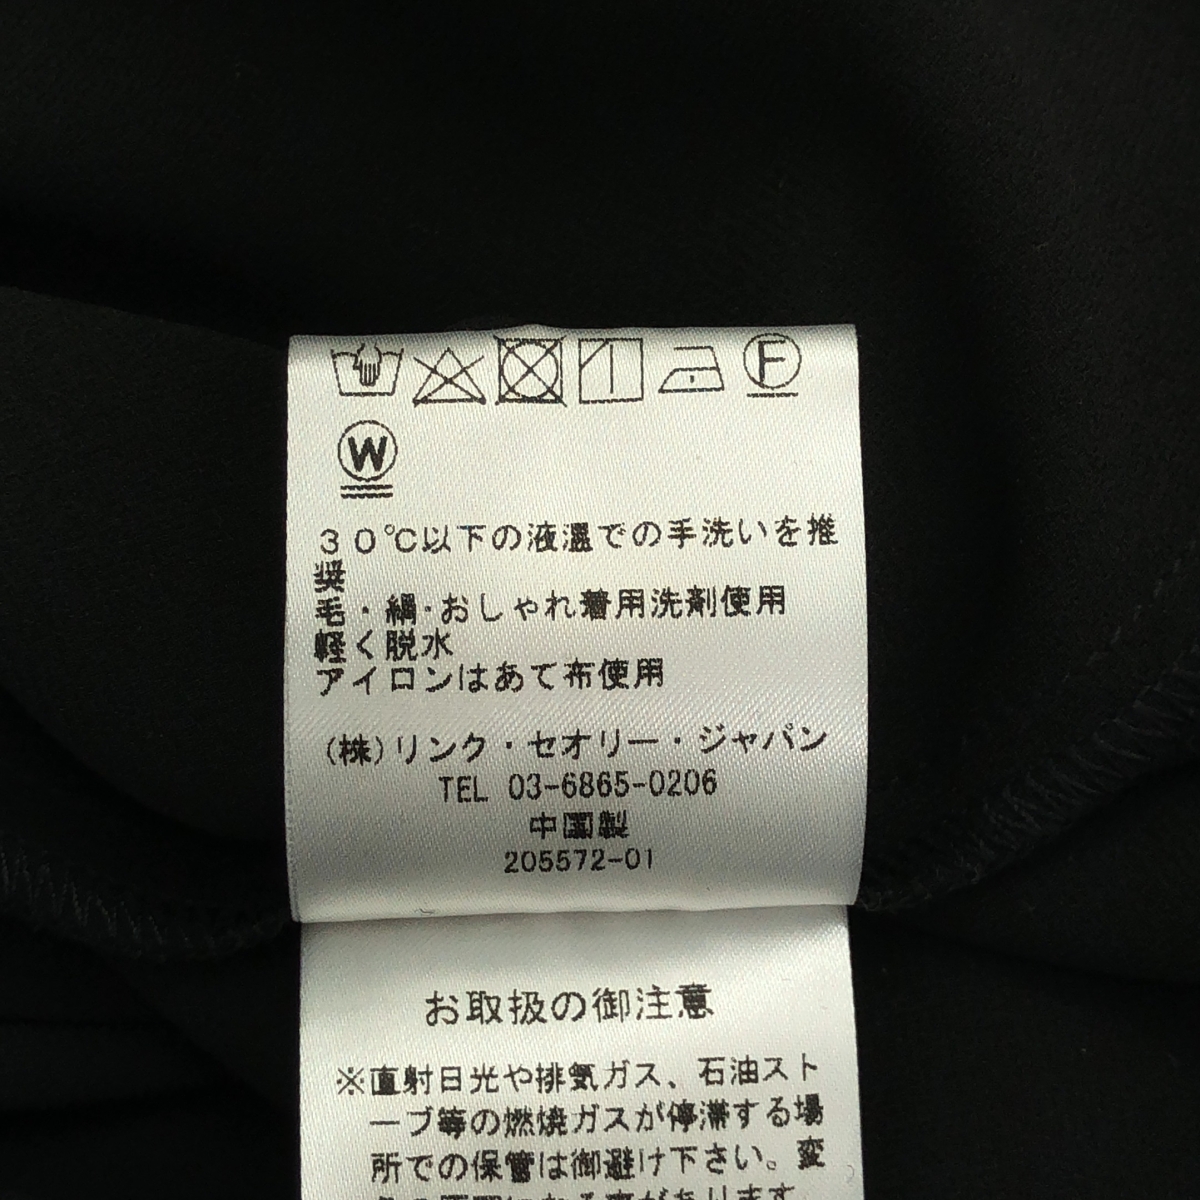 F
W
30℃以下の液温での手洗いを推
奨
毛・絹・おしゃれ着用洗剤使用
軽く脱水
アイロンはあて布使用
(株)リンク・セオリー・ジャパン
TEL 03-6865-0206
中国製
205572-01
お取扱の御注意
※直射日光や排気ガス、石油スト
ーブ等の燃焼ガスが停滞する場
所での保管は御避け下さい。変